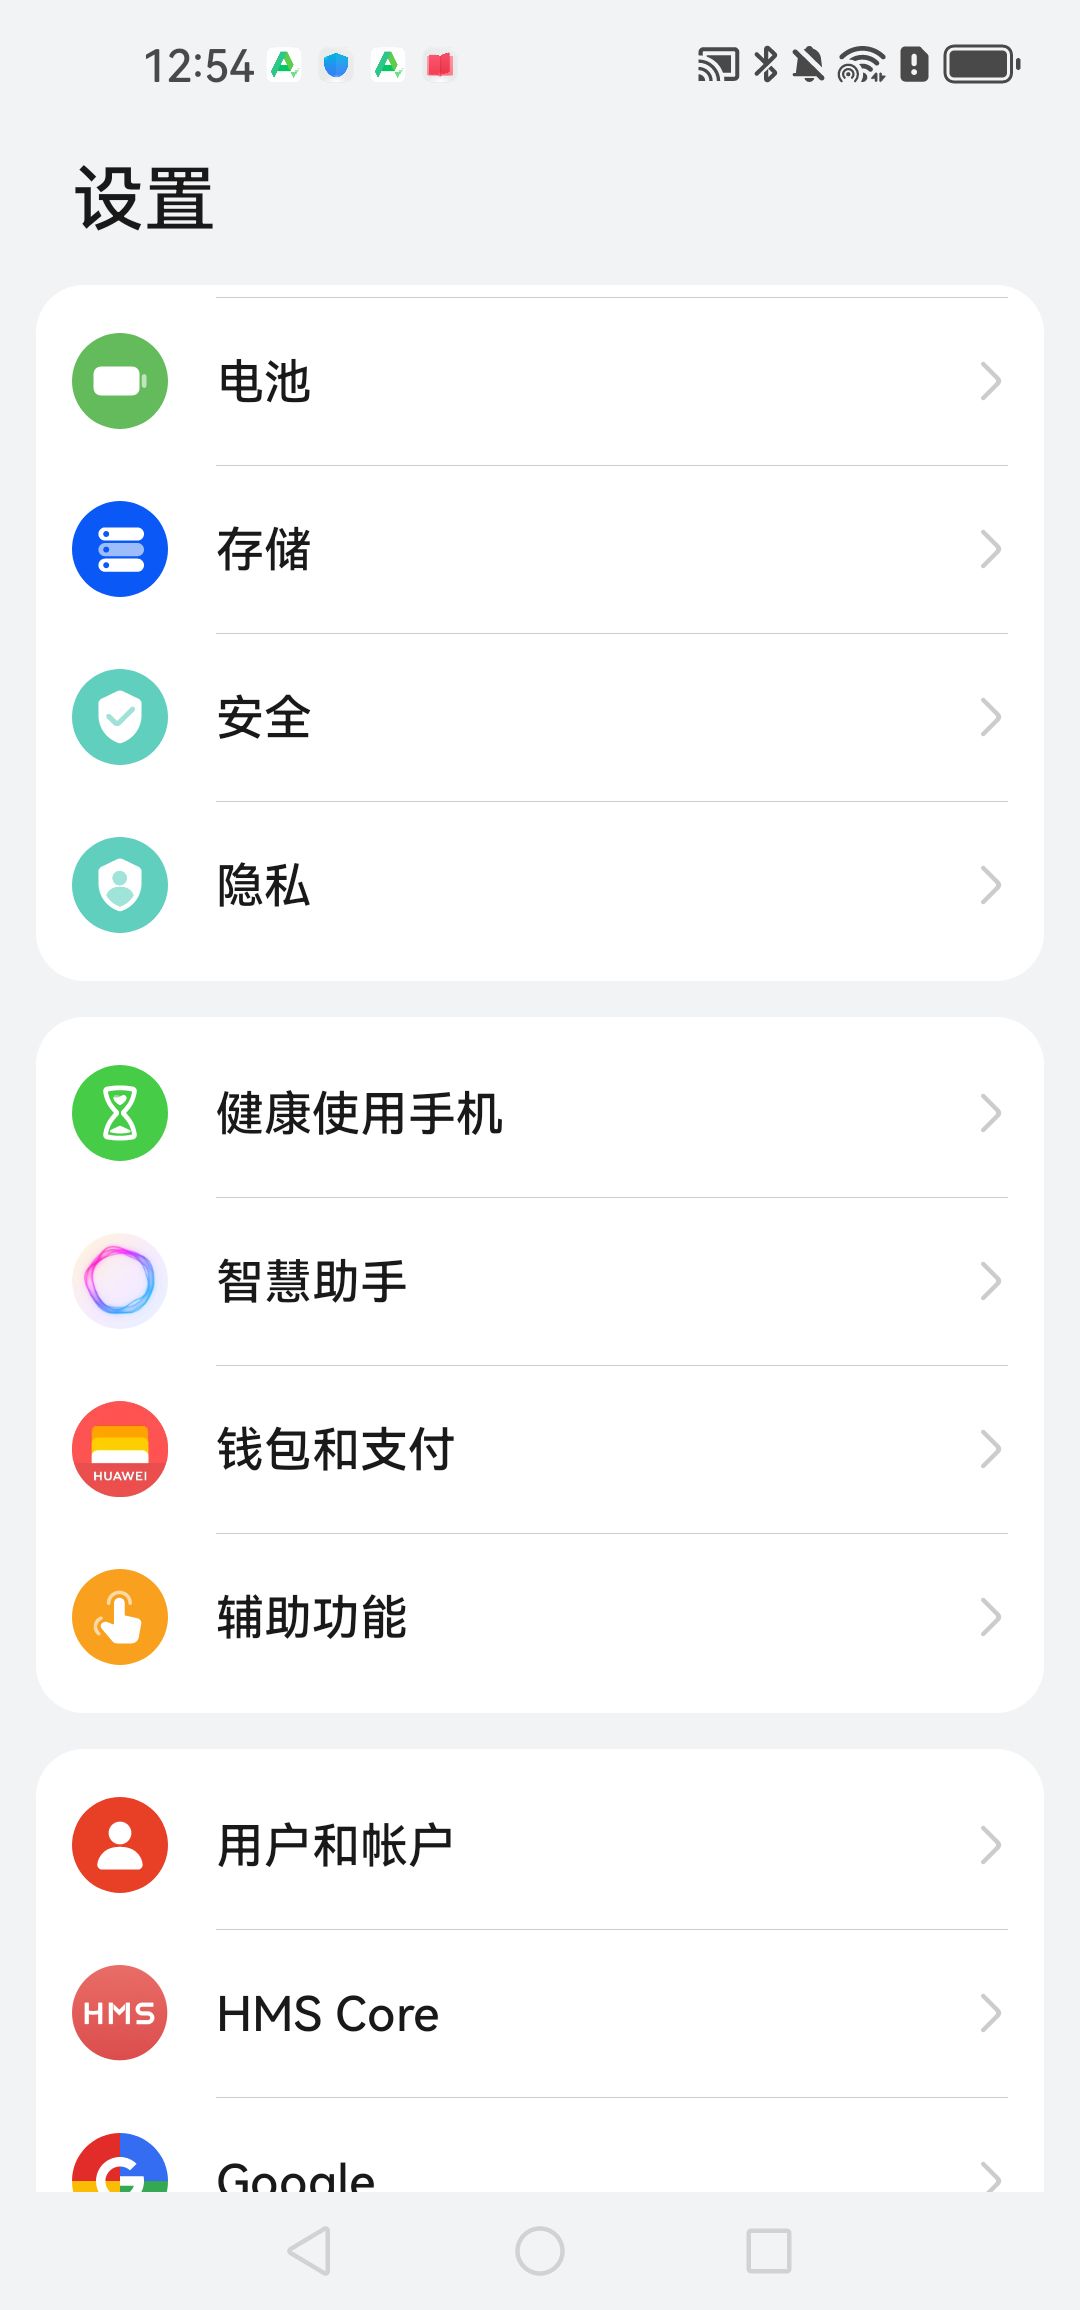 12:54
设置
电池
存储
安全
隐私
健康使用手机
智慧助手
HUAWEI
钱包和支付
辅助功能
用户和帐户
HMS
HMS Core
Google